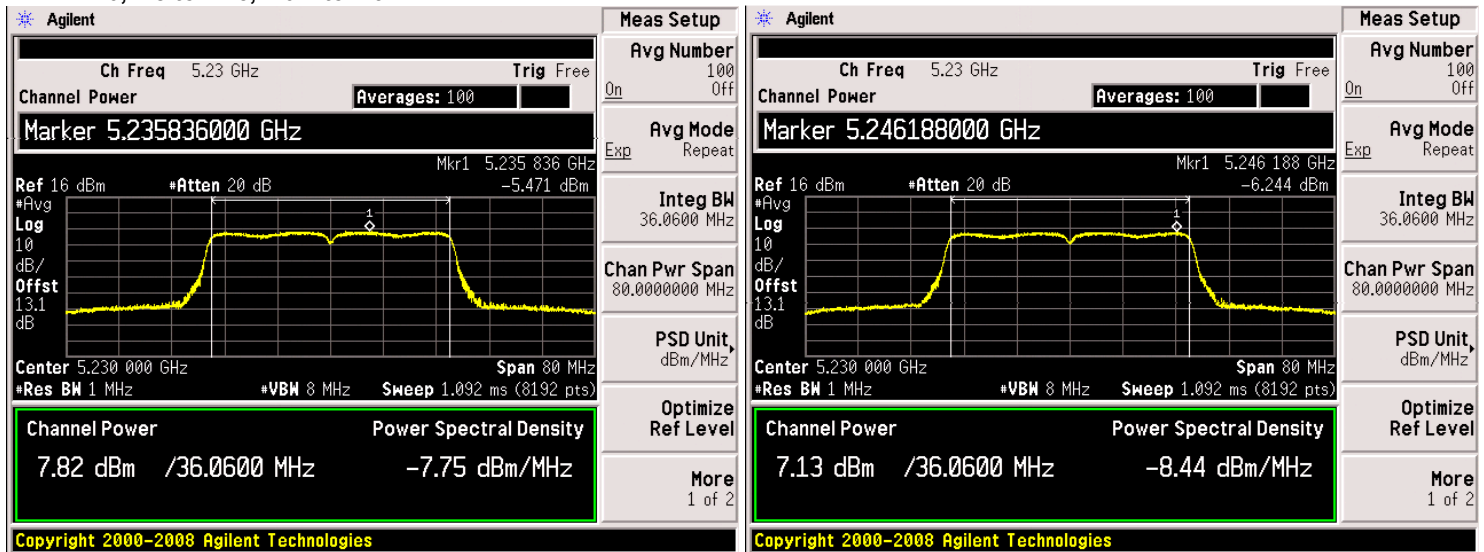 Agilent
Meas Setup
Ch Freq 5.23 GHz
Trig Free
Channel Power
Averages: 100
Marker 5.235836000 GHz
Mkr1 5.235 836 GHz
Ref 16 dBm #Atten 20 dB -5.471 dBm
#Avg
Log
10
dB/
Offst
13.1
dB
1
Center 5.230 000 GHz Span 80 MHz
#Res BW 1 MHz #VBW 8 MHz Sweep 1.092 ms (8192 pts)
Channel Power Power Spectral Density
7.82 dBm /36.0600 MHz -7.75 dBm/MHz
Avg Number
100
On Off
Avg Mode
Exp Repeat
Integ BW
36.0600 MHz
Chan Pwr Span
80.0000000 MHz
PSD Unit
dBm/MHz
Optimize
Ref Level
More
1 of 2
Copyright 2000-2008 Agilent Technologies
Agilent
Meas Setup
Ch Freq 5.23 GHz
Trig Free
Channel Power
Averages: 100
Marker 5.246188000 GHz
Mkr1 5.246 188 GHz
Ref 16 dBm #Atten 20 dB -6.244 dBm
#Avg
Log
10
dB/
Offst
13.1
dB
1
Center 5.230 000 GHz Span 80 MHz
#Res BW 1 MHz #VBW 8 MHz Sweep 1.092 ms (8192 pts)
Channel Power Power Spectral Density
7.13 dBm /36.0600 MHz -8.44 dBm/MHz
Avg Number
100
On Off
Avg Mode
Exp Repeat
Integ BW
36.0600 MHz
Chan Pwr Span
80.0000000 MHz
PSD Unit
dBm/MHz
Optimize
Ref Level
More
1 of 2
Copyright 2000-2008 Agilent Technologies